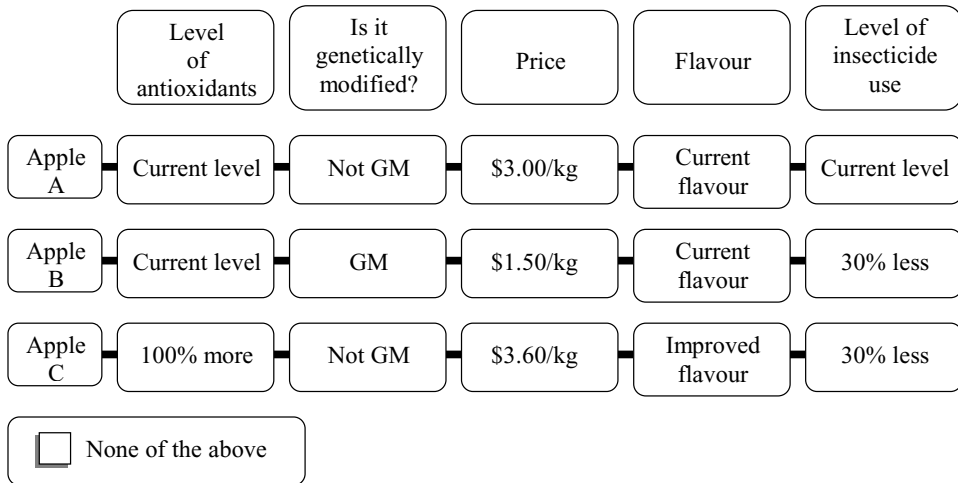 Level
of
antioxidants
Is it
genetically
modified?
Price
Flavour
Level of
insecticide
use
Apple
A
Current level
Not GM
$3.00/kg
Current
flavour
Current level
Apple
B
Current level
GM
$1.50/kg
Current
flavour
30% less
Apple
C
100% more
Not GM
$3.60/kg
Improved
flavour
30% less
None of the above